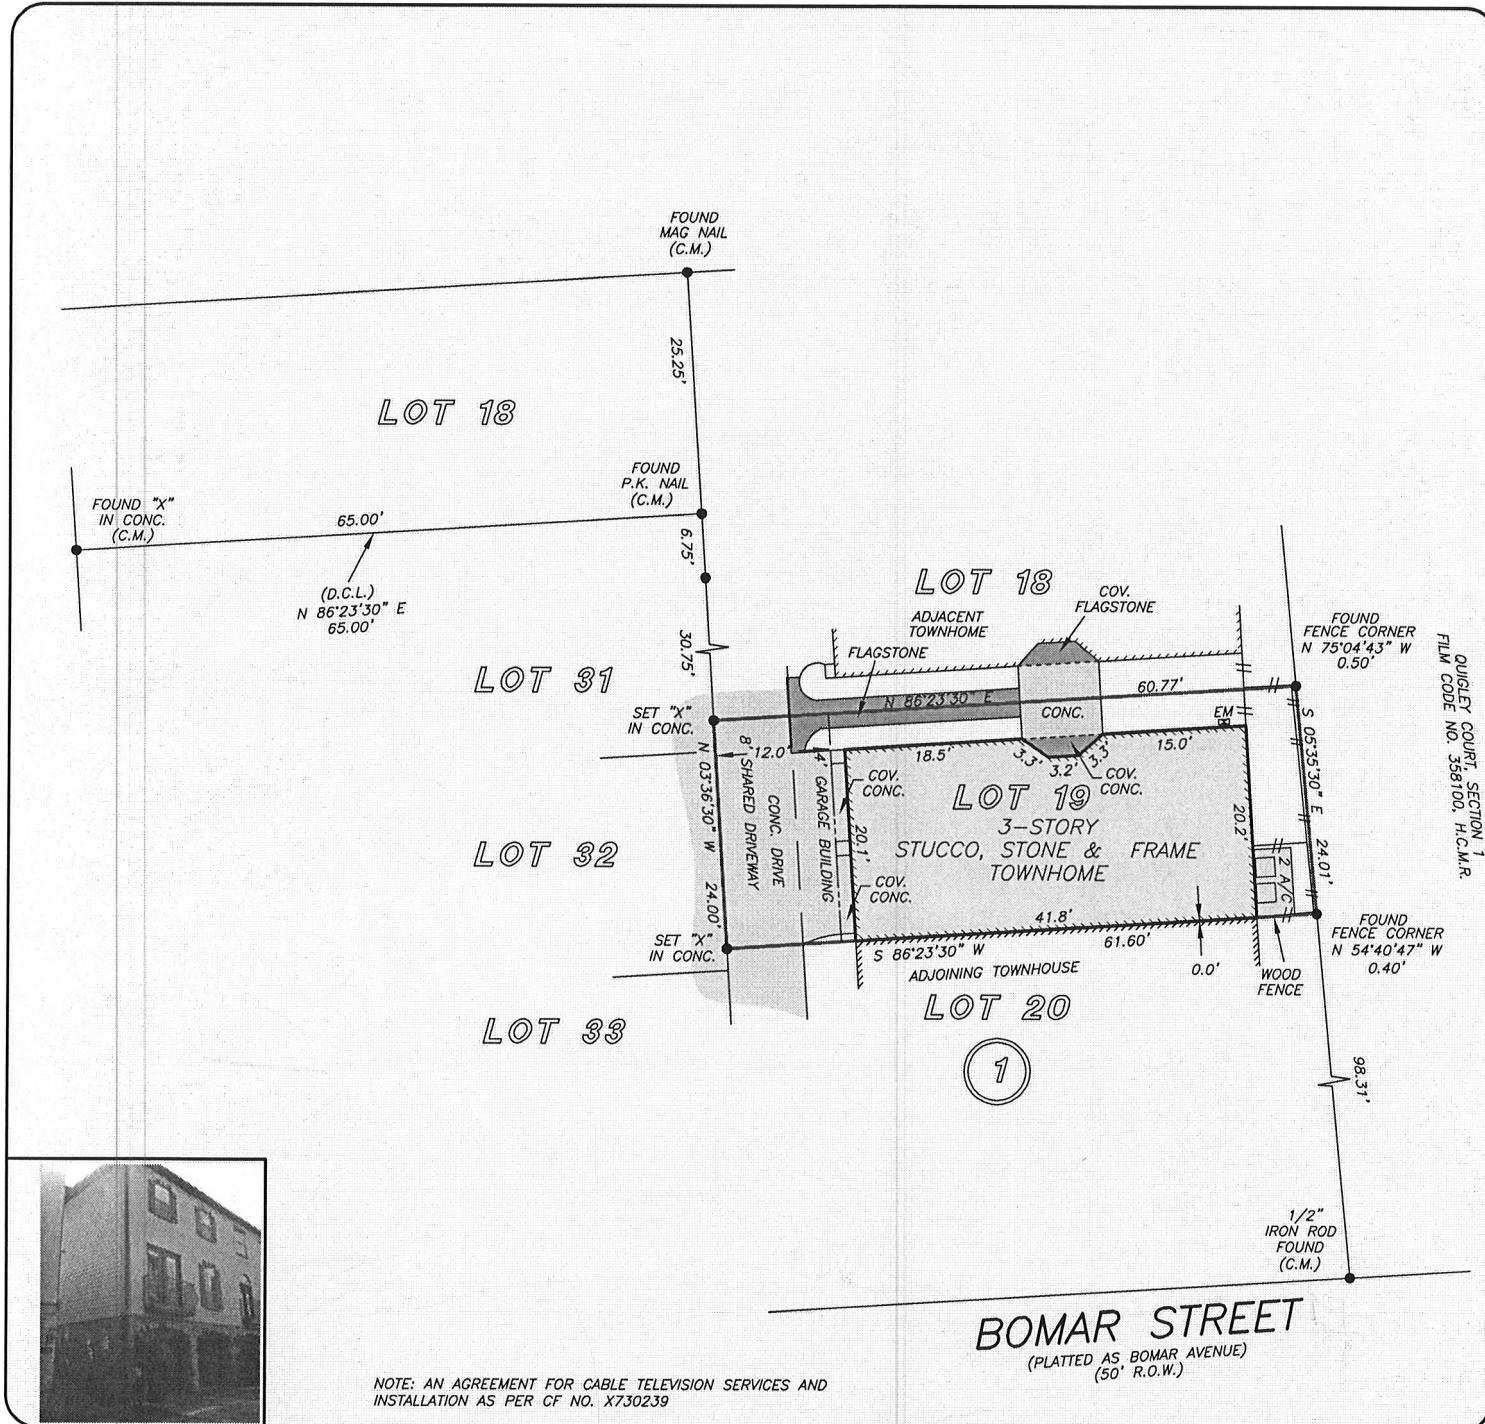 FOUND
MAG NAIL
(C.M.)
25.25'
LOT 18
FOUND
P.K. NAIL
(C.M.)
FOUND "X"
IN CONC.
(C.M.)
65.00'
(D.C.L.)
N 86°23'30" E
65.00'
6.75'
30.75'
LOT 31
LOT 18
ADJACENT
TOWNHOME
COV.
FLAGSTONE
FLAGSTONE
FOUND
FENCE CORNER
N 75°04'43" W
0.50'
QUIGLEY COURT, SECTION 1
FILM CODE NO. 358100, H.C.M.R.
SET "X"
IN CONC.
N 86°23'30" E
CONC.
60.77'
EM
S 05°35'30" E 24.01'
N 03°36'30" W 24.00'
12.0'
8' SHARED DRIVEWAY
CONC. DRIVE
4' GARAGE BUILDING
COV.
CONC.
18.5'
3.3'
3.2'
3.3'
15.0'
COV.
CONC.
20.1'
LOT 19
3-STORY
STUCCO, STONE & FRAME
TOWNHOME
20.2'
2 A/C
LOT 32
COV.
CONC.
41.8'
61.60'
SET "X"
IN CONC.
S 86°23'30" W
ADJOINING TOWNHOUSE
0.0'
WOOD
FENCE
FOUND
FENCE CORNER
N 54°40'47" W
0.40'
LOT 33
LOT 20
1
98.31'
1/2"
IRON ROD
FOUND
(C.M.)
BOMAR STREET
(PLATTED AS BOMAR AVENUE)
(50' R.O.W.)
NOTE: AN AGREEMENT FOR CABLE TELEVISION SERVICES AND
INSTALLATION AS PER CF NO. X730239